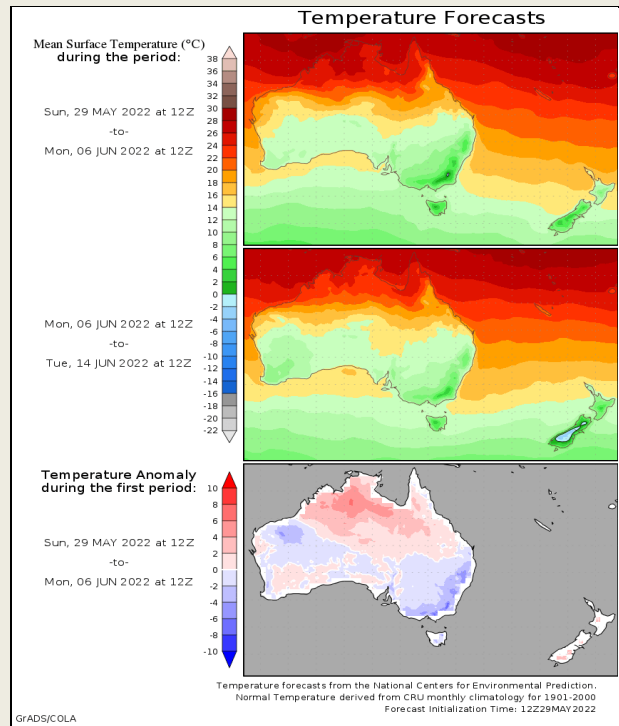 Temperature Forecasts
Mean Surface Temperature (°C)
during the period:
38
36
34
32
30
28
26
24
22
20
18
16
14
12
10
8
6
4
2
0
-2
-4
-6
-8
-10
-12
-14
-16
-18
-20
-22
Sun, 29 MAY 2022 at 12Z
-to-
Mon, 06 JUN 2022 at 12Z
Mon, 06 JUN 2022 at 12Z
-to-
Tue, 14 JUN 2022 at 12Z
Temperature Anomaly
during the first period:
10
8
6
4
2
0
-2
-4
-6
-8
-10
Sun, 29 MAY 2022 at 12Z
-to-
Mon, 06 JUN 2022 at 12Z
Temperature forecasts from the National Centers for Environmental Prediction.
Normal Temperature derived from CRU monthly climatology for 1901-2000
Forecast Initialization Time: 12Z29MAY2022
GrADS/COLA